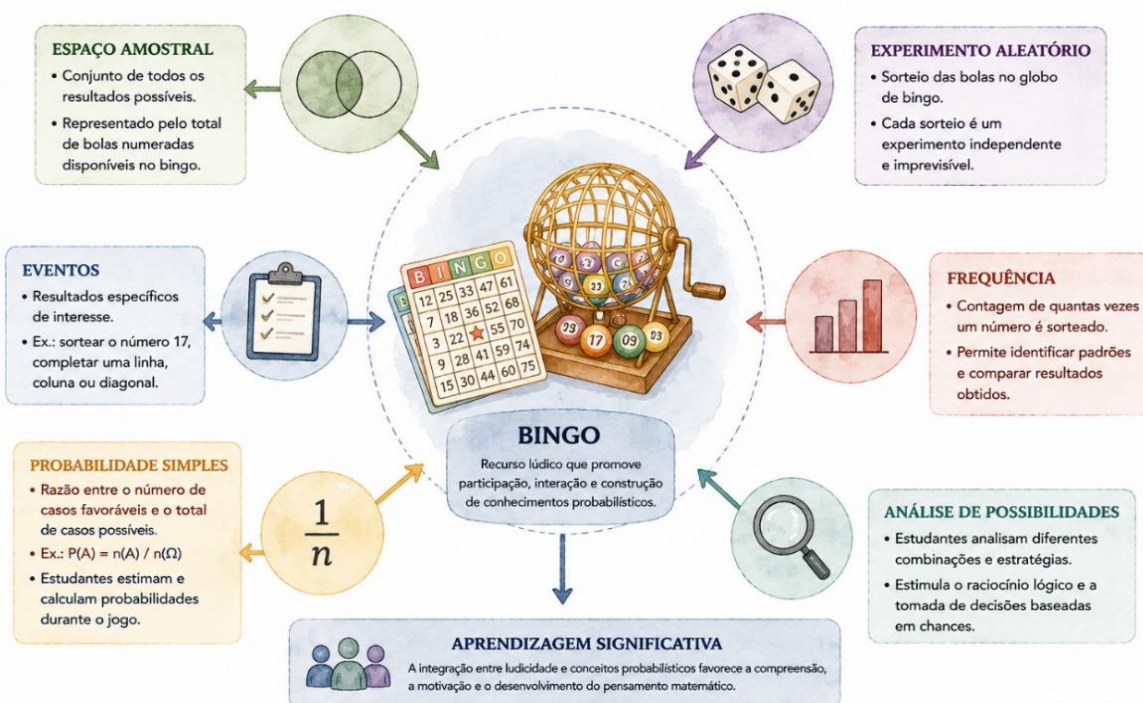 ESPAÇO AMOSTRAL
• Conjunto de todos os
resultados possíveis.
• Representado pelo total
de bolas numeradas
disponíveis no bingo.
EXPERIMENTO ALEATÓRIO
• Sorteio das bolas no globo
de bingo.
• Cada sorteio é um
experimento independente
e imprevisível.
EVENTOS
• Resultados específicos
de interesse.
• Ex.: sortear o número 17,
completar uma linha,
coluna ou diagonal.
B I N G O
12 25 33 47 61
7 18 36 52 68
3 22 55 70
9 28 41 59 74
15 30 44 60 75
33
09
17
09
03
FREQUÊNCIA
• Contagem de quantas vezes
um número é sorteado.
• Permite identificar padrões
e comparar resultados
obtidos.
PROBABILIDADE SIMPLES
• Razão entre o número de
casos favoráveis e o total
de casos possíveis.
• Ex.: P(A) = n(A) / n(Ω)
• Estudantes estimam e
calculam probabilidades
durante o jogo.
1
n
BINGO
Recurso lúdico que promove
participação, interação e construção
de conhecimentos probabilísticos.
ANÁLISE DE POSSIBILIDADES
• Estudantes analisam diferentes
combinações e estratégias.
• Estimula o raciocínio lógico e a
tomada de decisões baseadas
em chances.
APRENDIZAGEM SIGNIFICATIVA
A integração entre ludicidade e conceitos probabilísticos favorece a compreensão,
a motivação e o desenvolvimento do pensamento matemático.